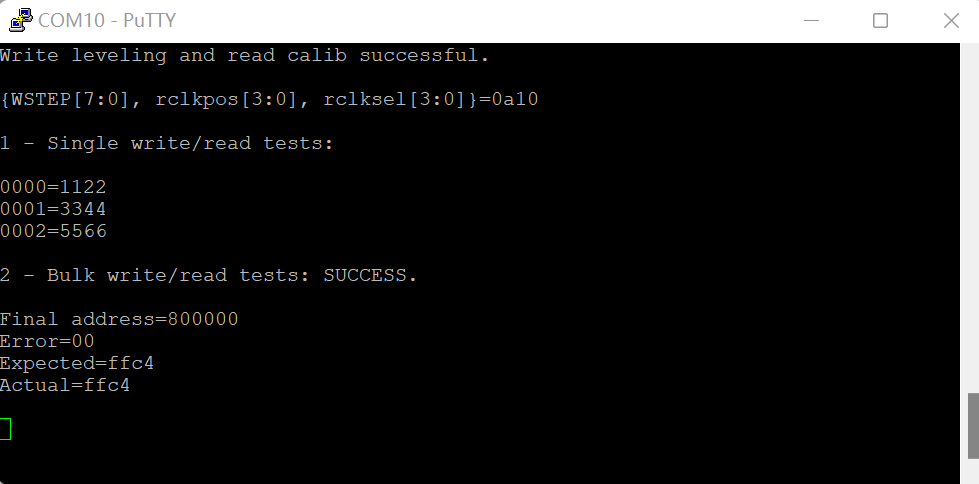 COM10 - PuTTY
Write leveling and read calib successful.
{WSTEP[7:0], rclkpos[3:0], rclksel[3:0]}=0a10
1 - Single write/read tests:
0000=1122
0001=3344
0002=5566
2 - Bulk write/read tests: SUCCESS.
Final address=800000
Error=00
Expected=ffc4
Actual=ffc4